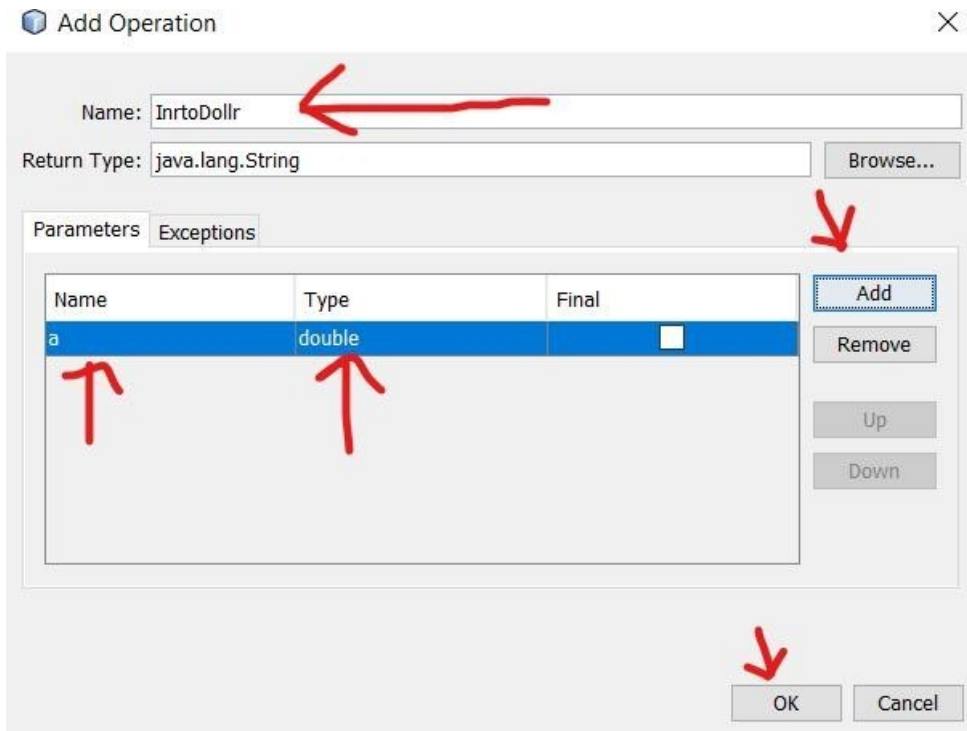 Add Operation
Name: InrtoDollr
Return Type: java.lang.String Browse...
Parameters Exceptions
Name Type Final Add
a double Remove
Up
Down
OK Cancel